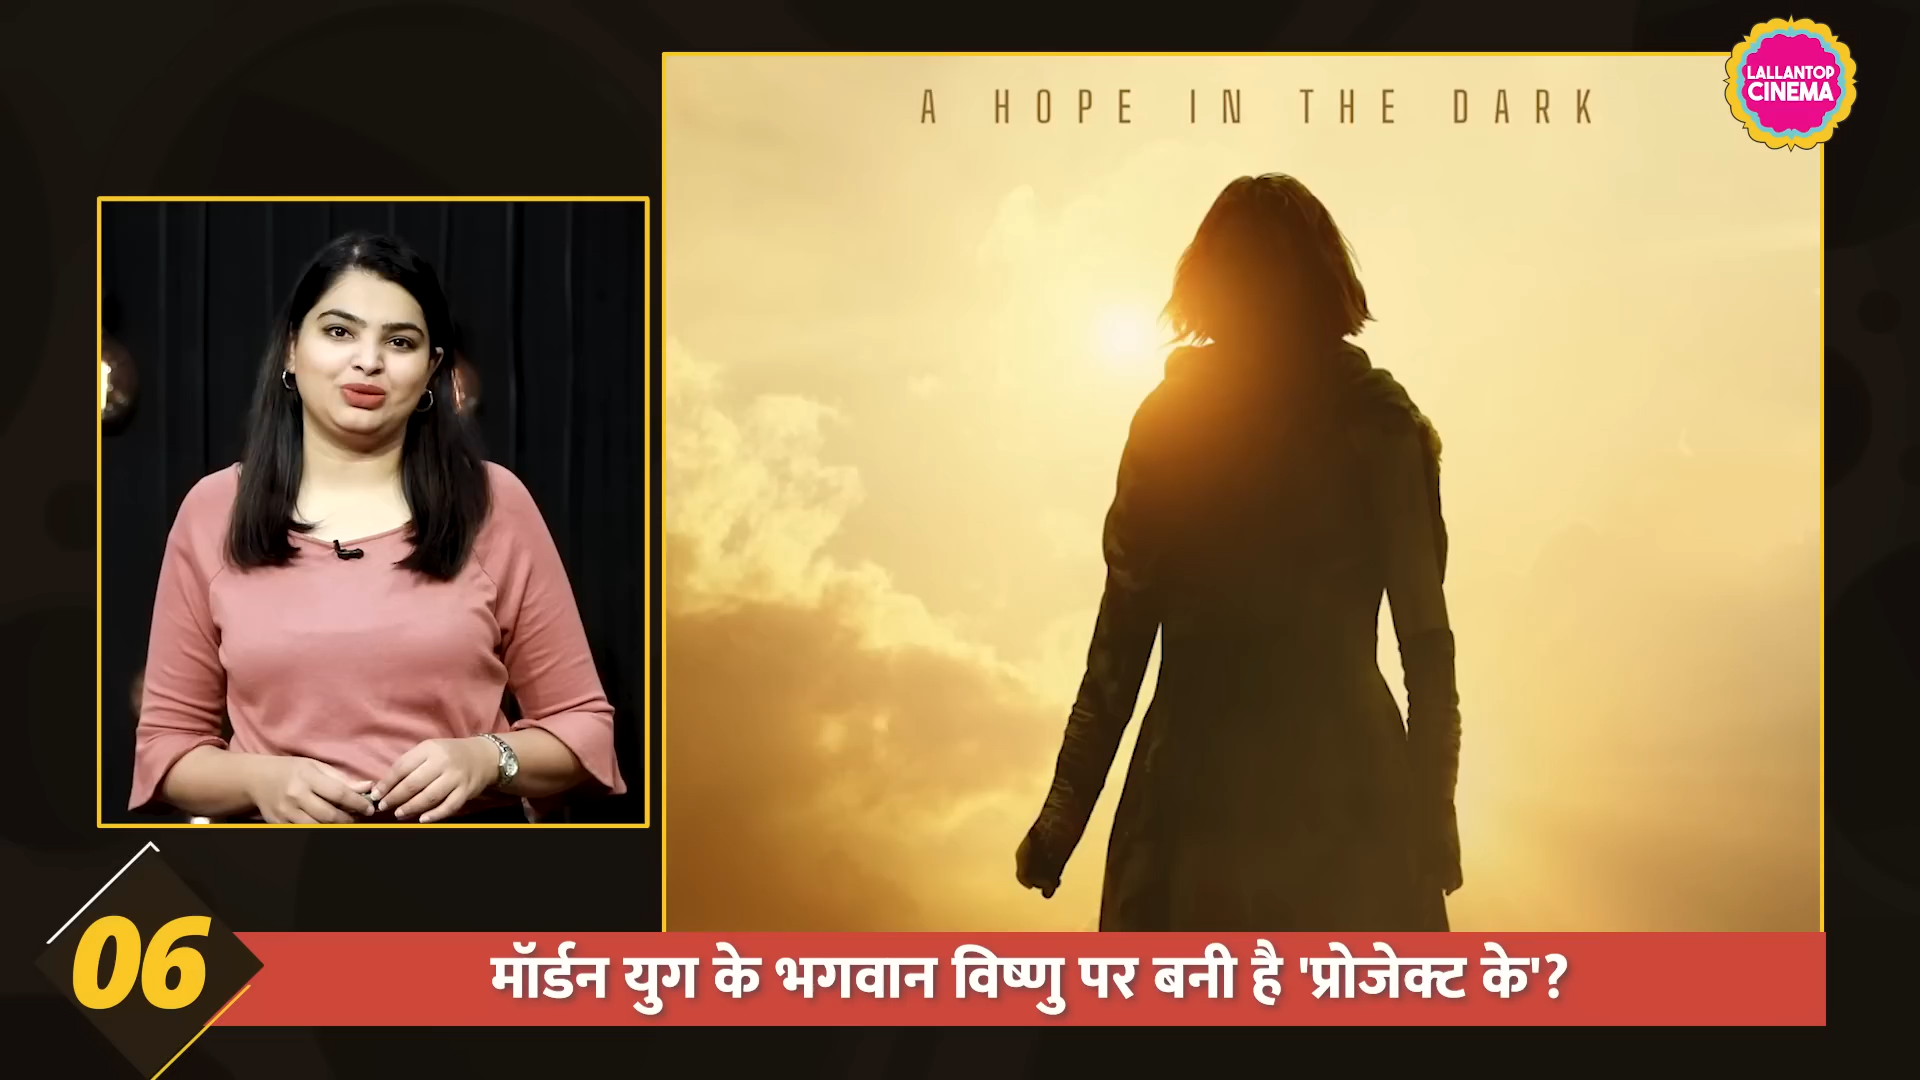 A HOPE IN THE DARK
LALLANTOP
CINEMA
06
मॉर्डन युग के भगवान विष्णु पर बनी है 'प्रोजेक्ट के'?